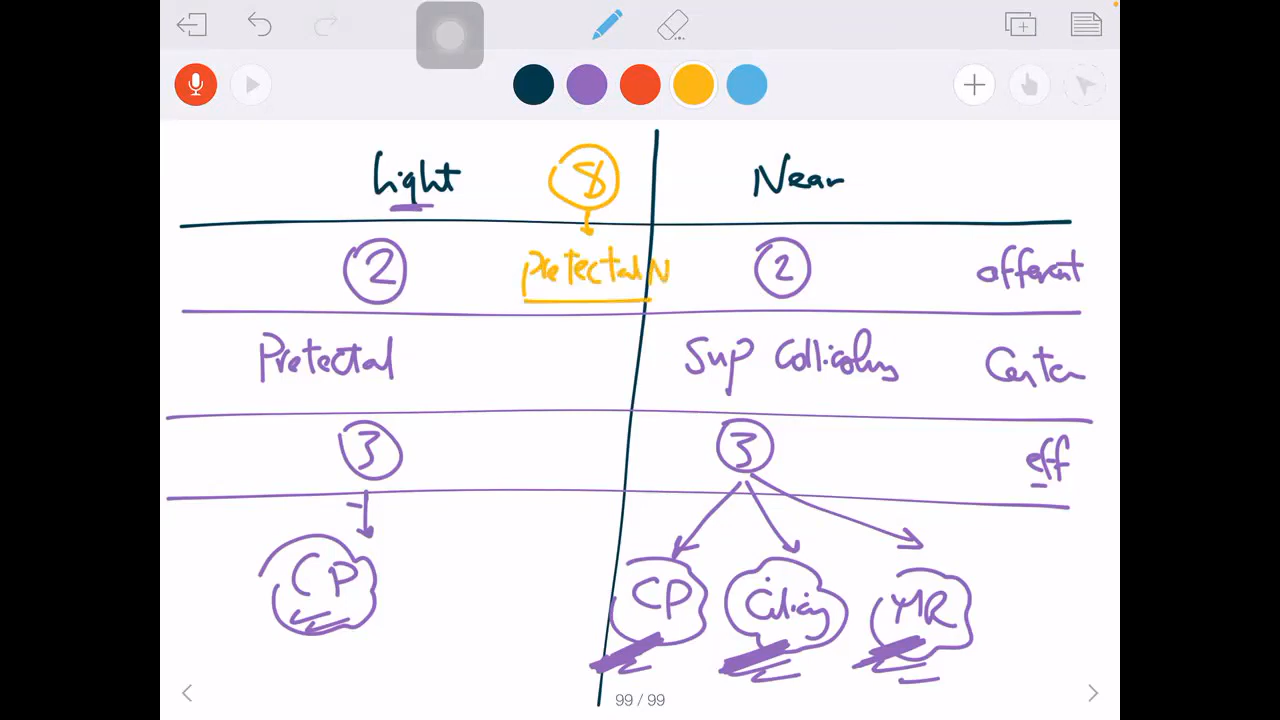 Light 8 Near
2 Pretectal N 2 afferent
Pretectal Sup Collicolus Center
3 3 eff
CP CP Ciliary MR
99 / 99